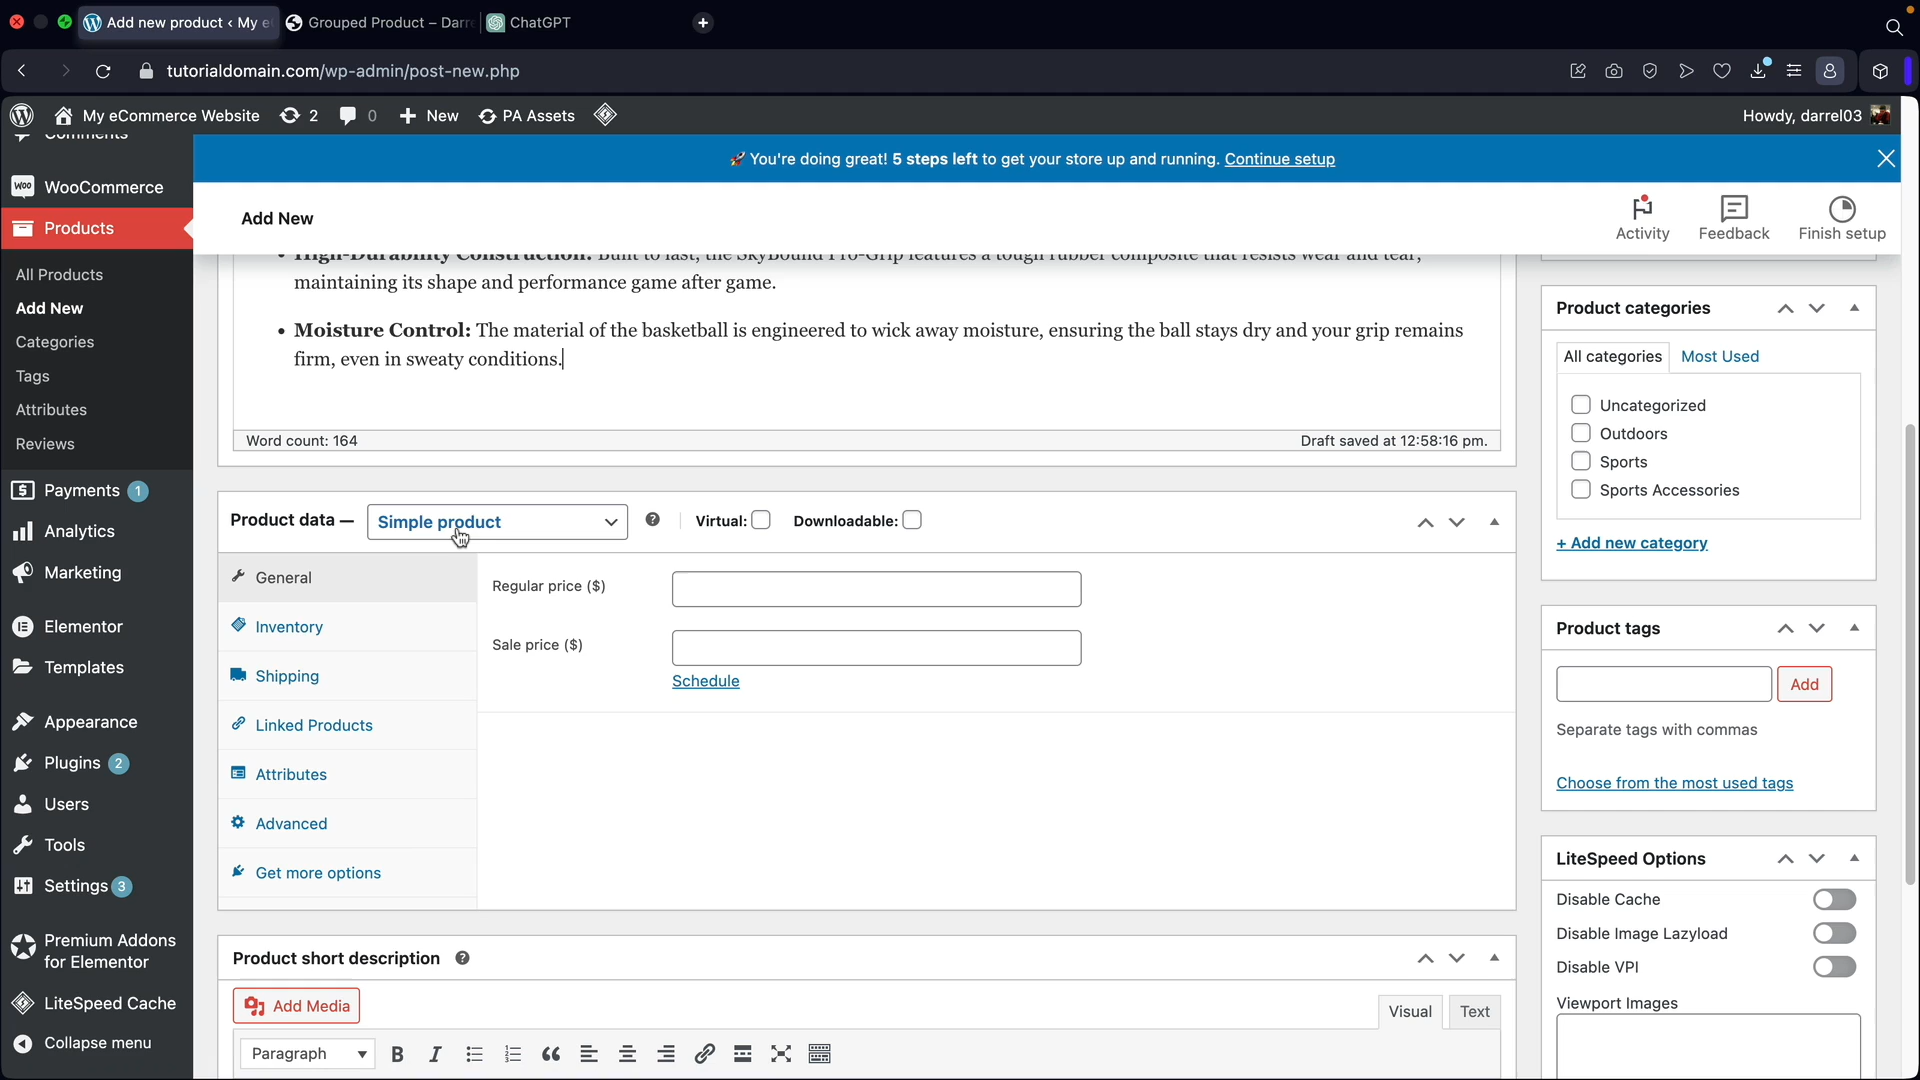 Add new product ‹ My e
Grouped Product – Darre
ChatGPT
tutorialdomain.com/wp-admin/post-new.php
My eCommerce Website
2
0
New
PA Assets
Howdy, darrel03
🚀 You're doing great! 5 steps left to get your store up and running. Continue setup
Comments
WooCommerce
Products
All Products
Add New
Categories
Tags
Attributes
Reviews
Payments 1
Analytics
Marketing
Elementor
Templates
Appearance
Plugins 2
Users
Tools
Settings 3
Premium Addons
for Elementor
LiteSpeed Cache
Collapse menu
Add New
Activity
Feedback
Finish setup
• High-Durability Construction: Built to last, the SkyBound Pro-Grip features a tough rubber composite that resists wear and tear,
maintaining its shape and performance game after game.
• Moisture Control: The material of the basketball is engineered to wick away moisture, ensuring the ball stays dry and your grip remains
firm, even in sweaty conditions.
Word count: 164
Draft saved at 12:58:16 pm.
Product data —
Simple product
Virtual:
Downloadable:
General
Inventory
Shipping
Linked Products
Attributes
Advanced
Get more options
Regular price ($)
Sale price ($)
Schedule
Product short description
Add Media
Visual
Text
Paragraph
Product categories
All categories
Most Used
Uncategorized
Outdoors
Sports
Sports Accessories
+ Add new category
Product tags
Add
Separate tags with commas
Choose from the most used tags
LiteSpeed Options
Disable Cache
Disable Image Lazyload
Disable VPI
Viewport Images